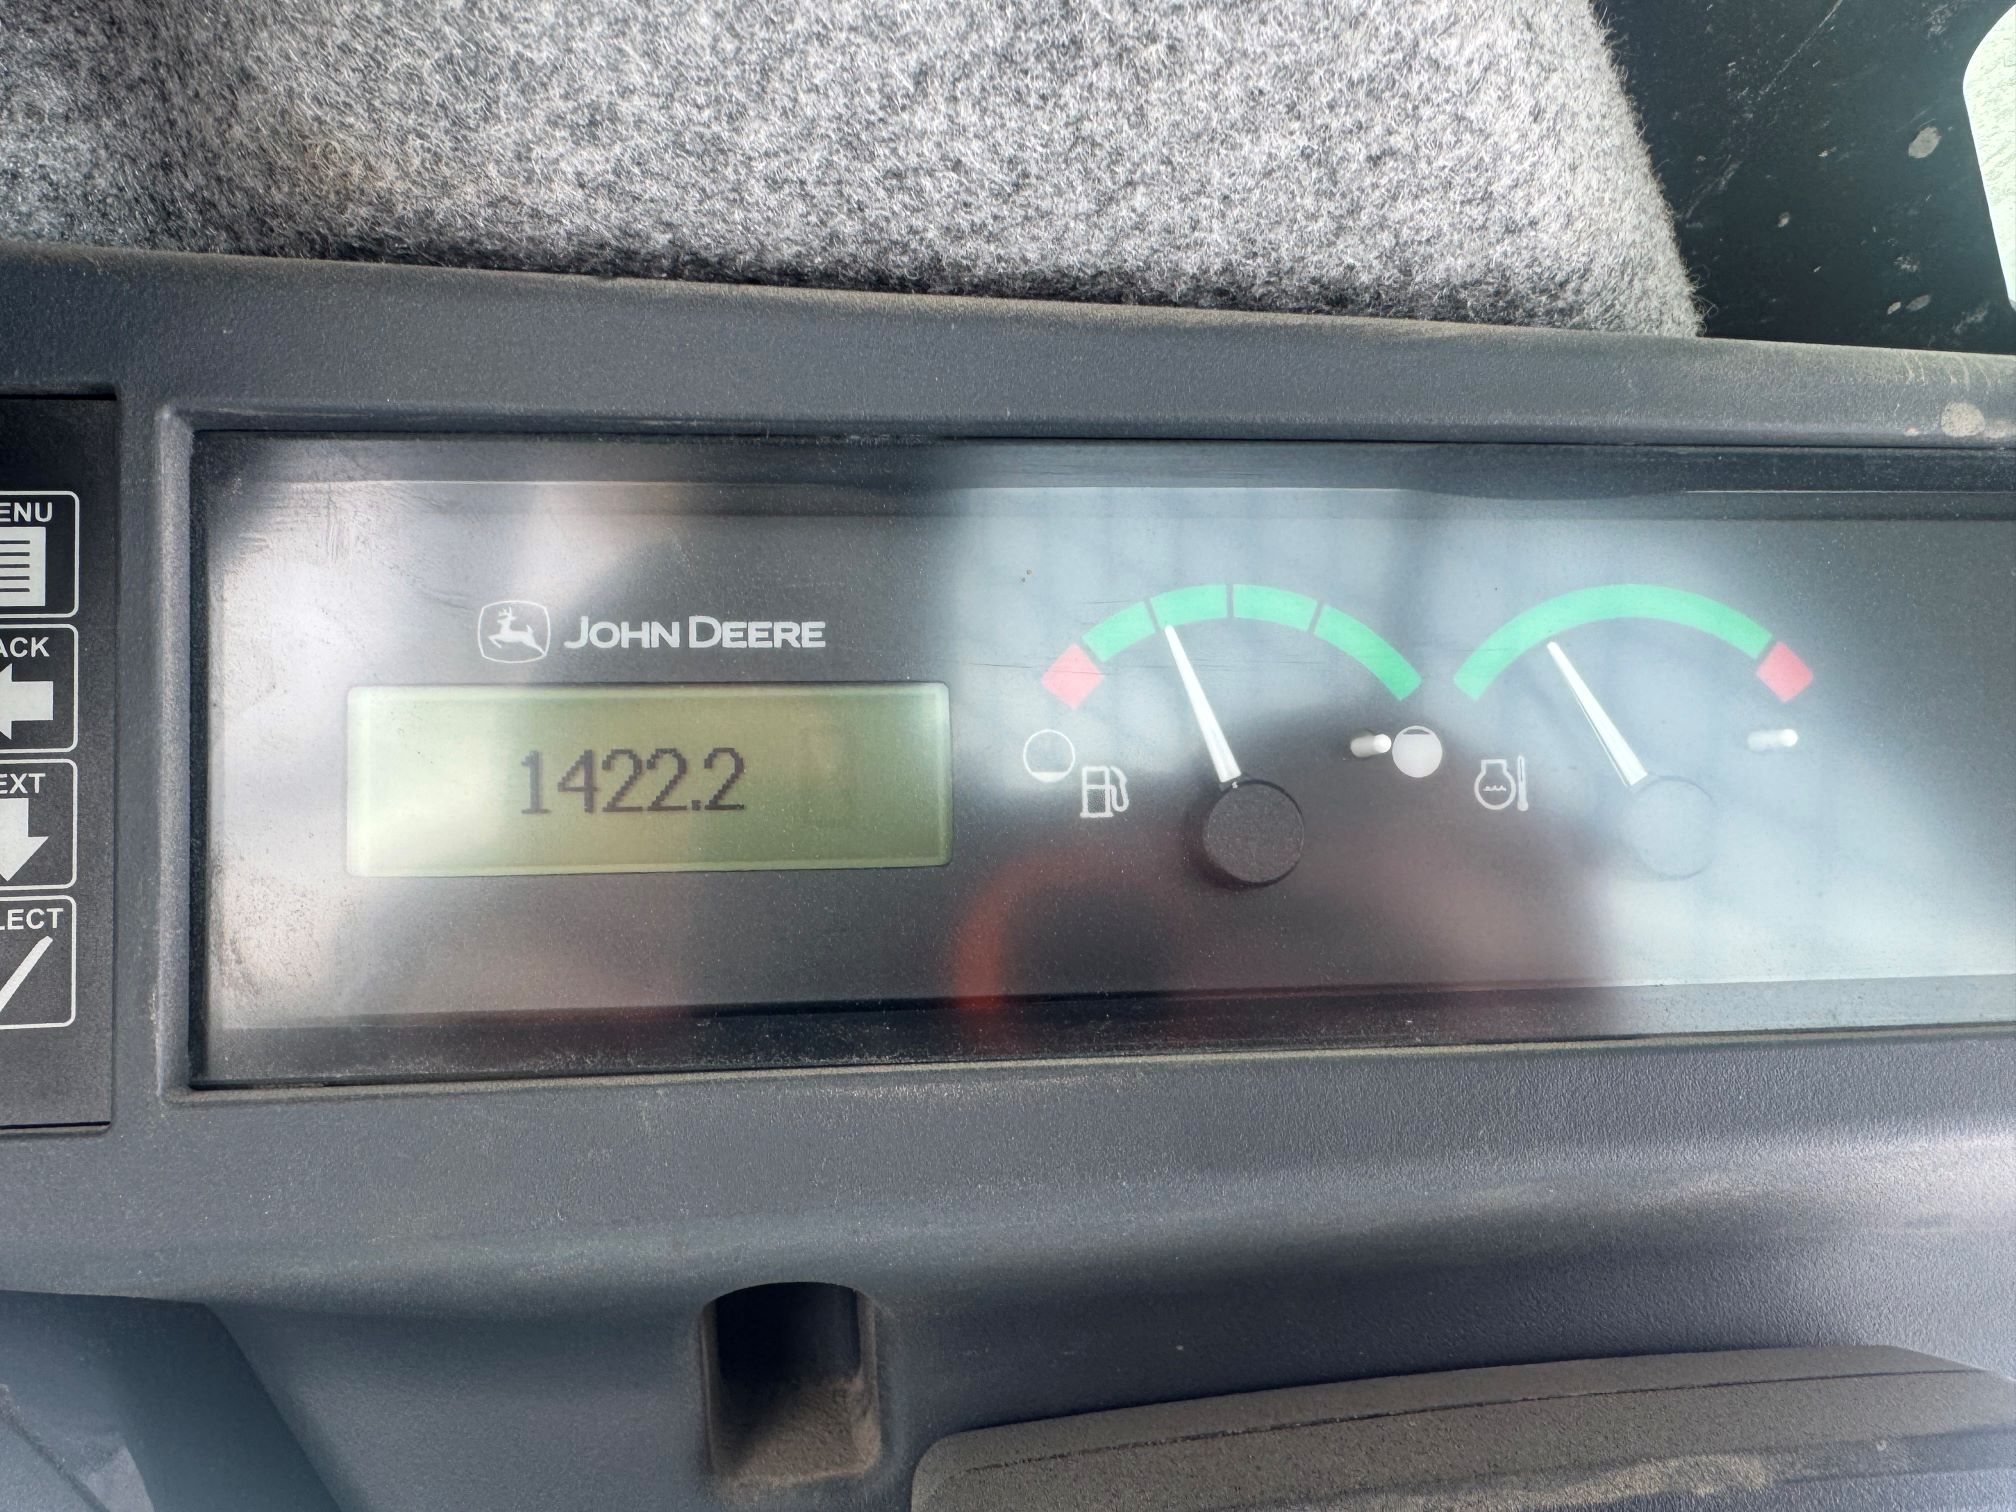 ENU
ACK
EXT
LECT
JOHN DEERE
1422.2